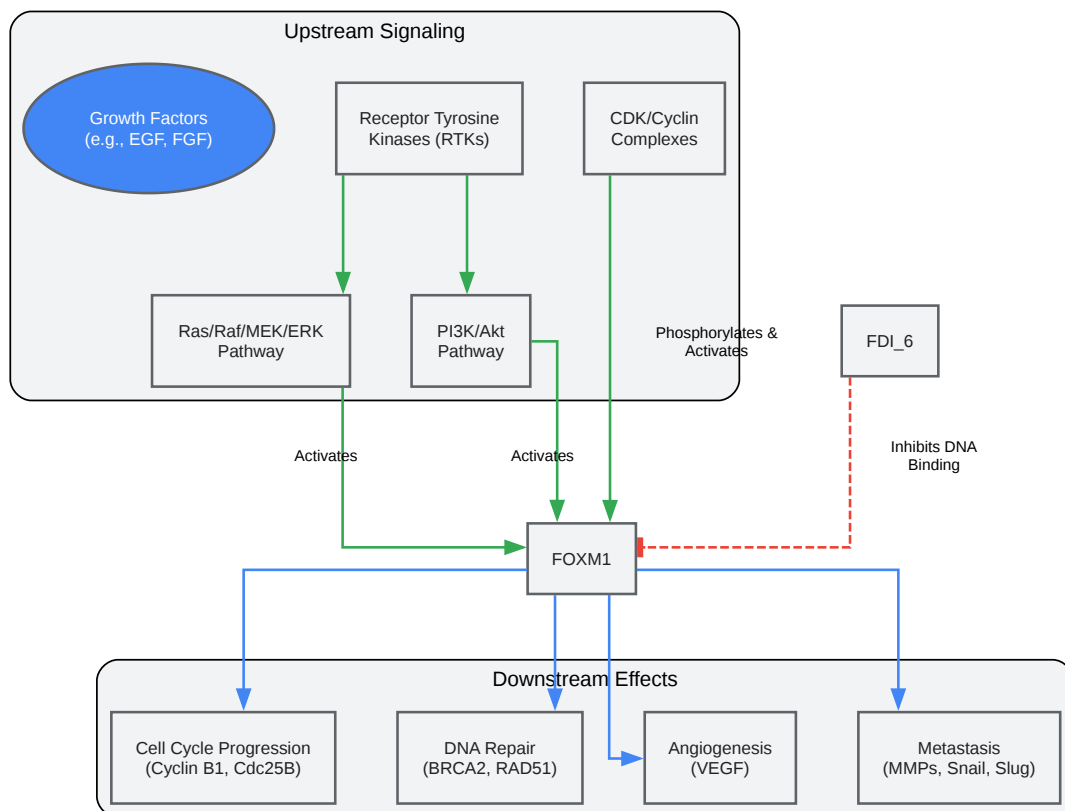 Upstream Signaling
Growth Factors
(e.g., EGF, FGF)
Receptor Tyrosine
Kinases (RTKs)
CDK/Cyclin
Complexes
Ras/Raf/MEK/ERK
Pathway
PI3K/Akt
Pathway
Phosphorylates &
Activates
FDI_6
Activates
Activates
Inhibits DNA
Binding
FOXM1
Downstream Effects
Cell Cycle Progression
(Cyclin B1, Cdc25B)
DNA Repair
(BRCA2, RAD51)
Angiogenesis
(VEGF)
Metastasis
(MMPs, Snail, Slug)